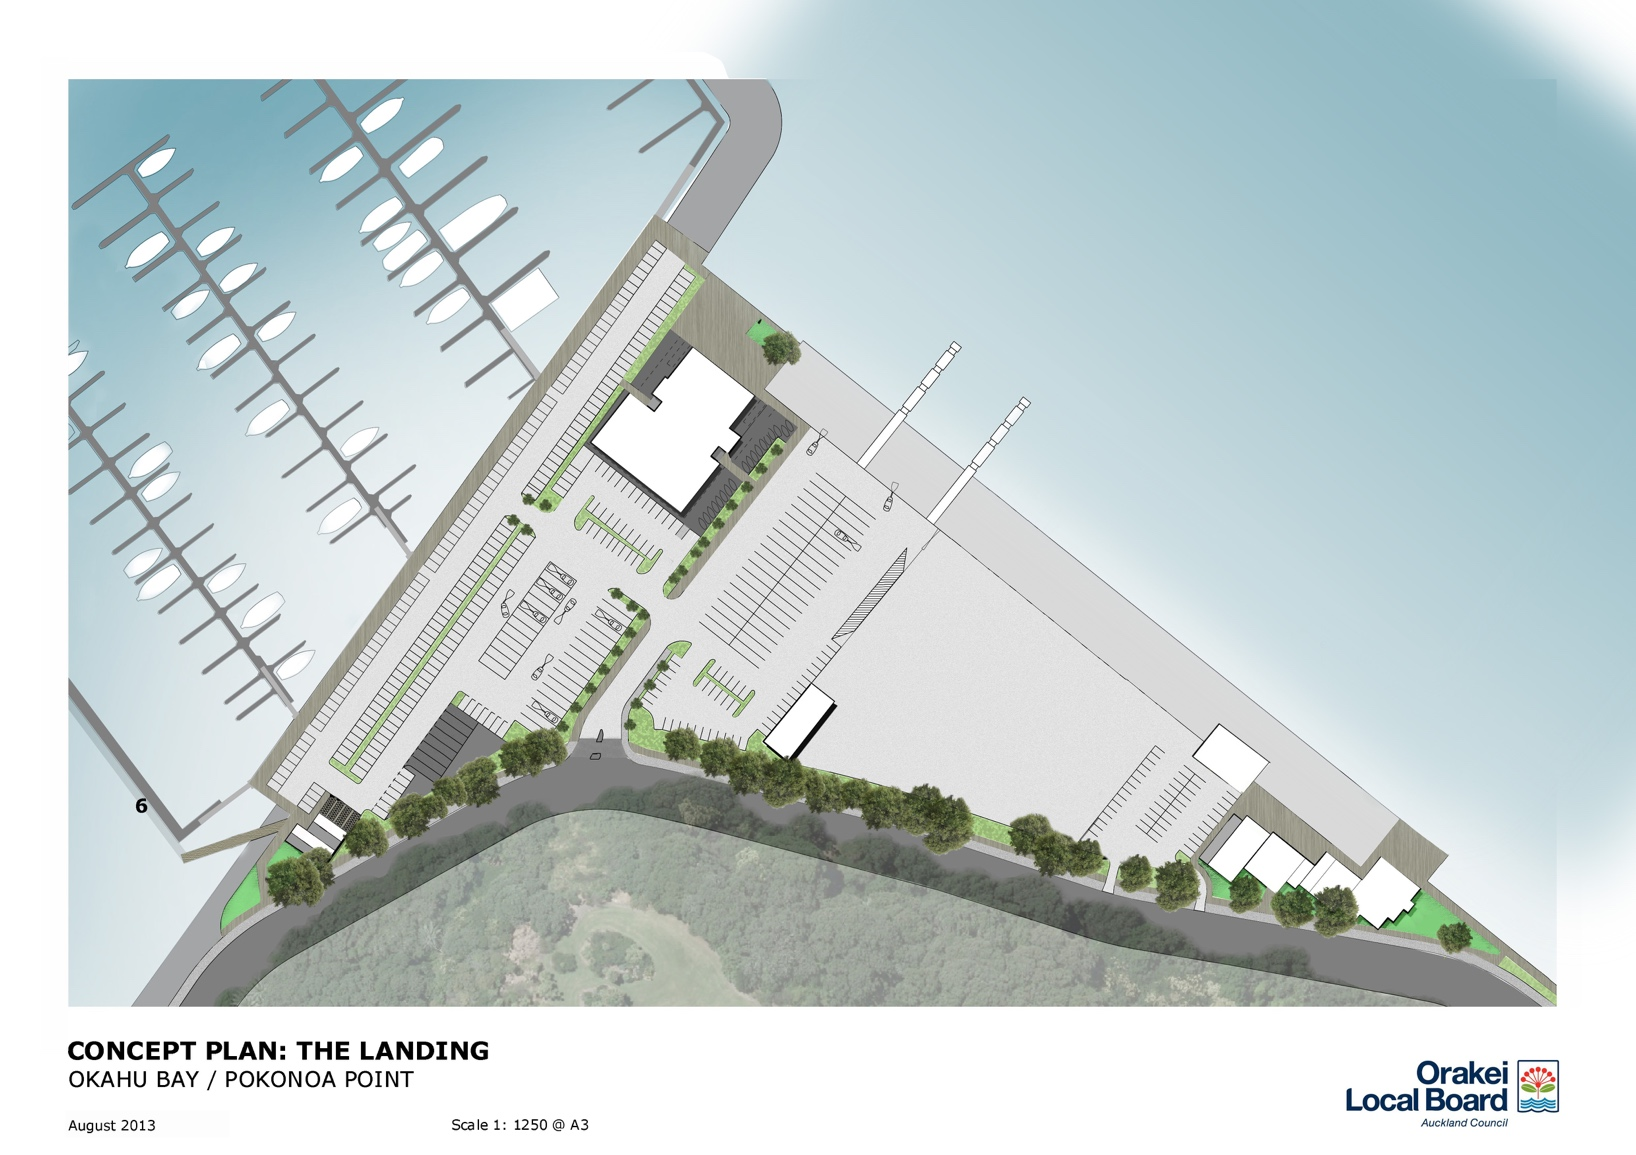 6
CONCEPT PLAN: THE LANDING
OKAHU BAY / POKONOA POINT
August 2013
Scale 1: 1250 @ A3
Orakei
Local Board
Auckland Council